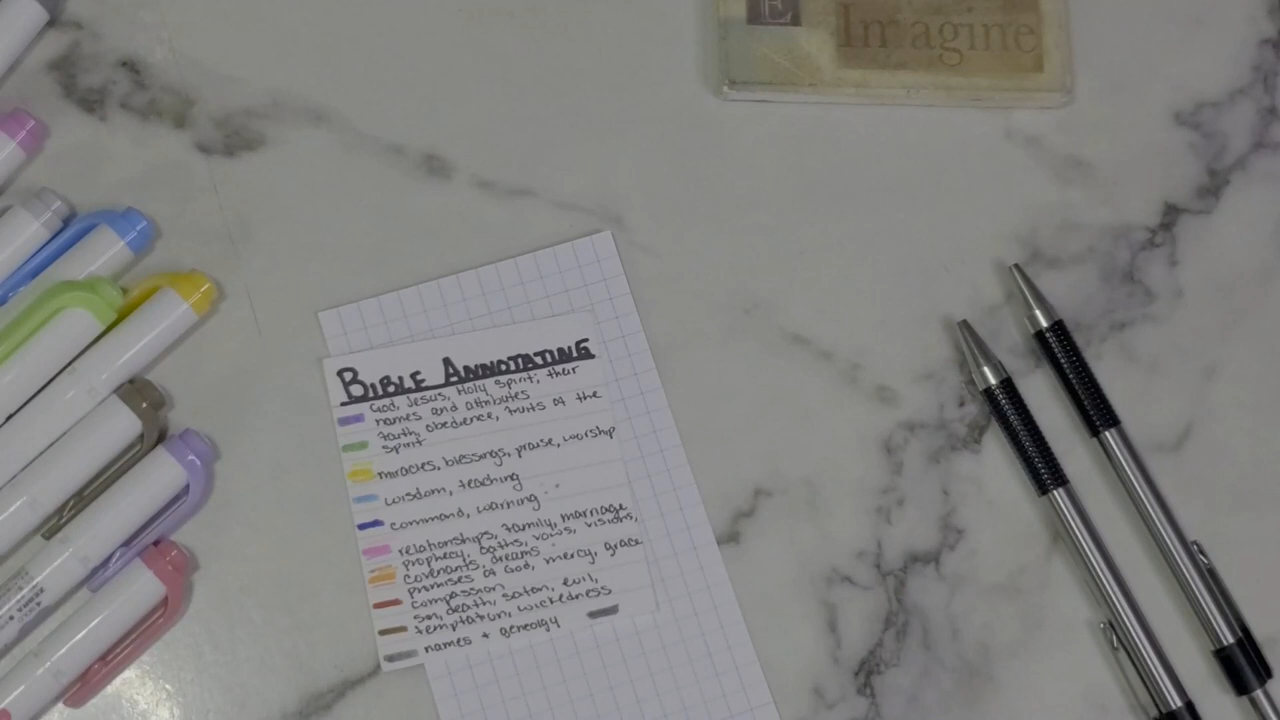 E
Imagine
BIBLE ANNOTATING
God, Jesus, Holy Spirit; their
names and attributes
faith, obedience, fruits of the
spirit
miracles, blessings, praise, worship
wisdom, teaching
command, warning
relationships, family, marriage
prophecy, oaths, vows, visions,
covenants, dreams
promises of God, mercy, grace
compassion
sin, death, satan, evil,
temptation, wickedness
names + geneolgy
ZEBRA